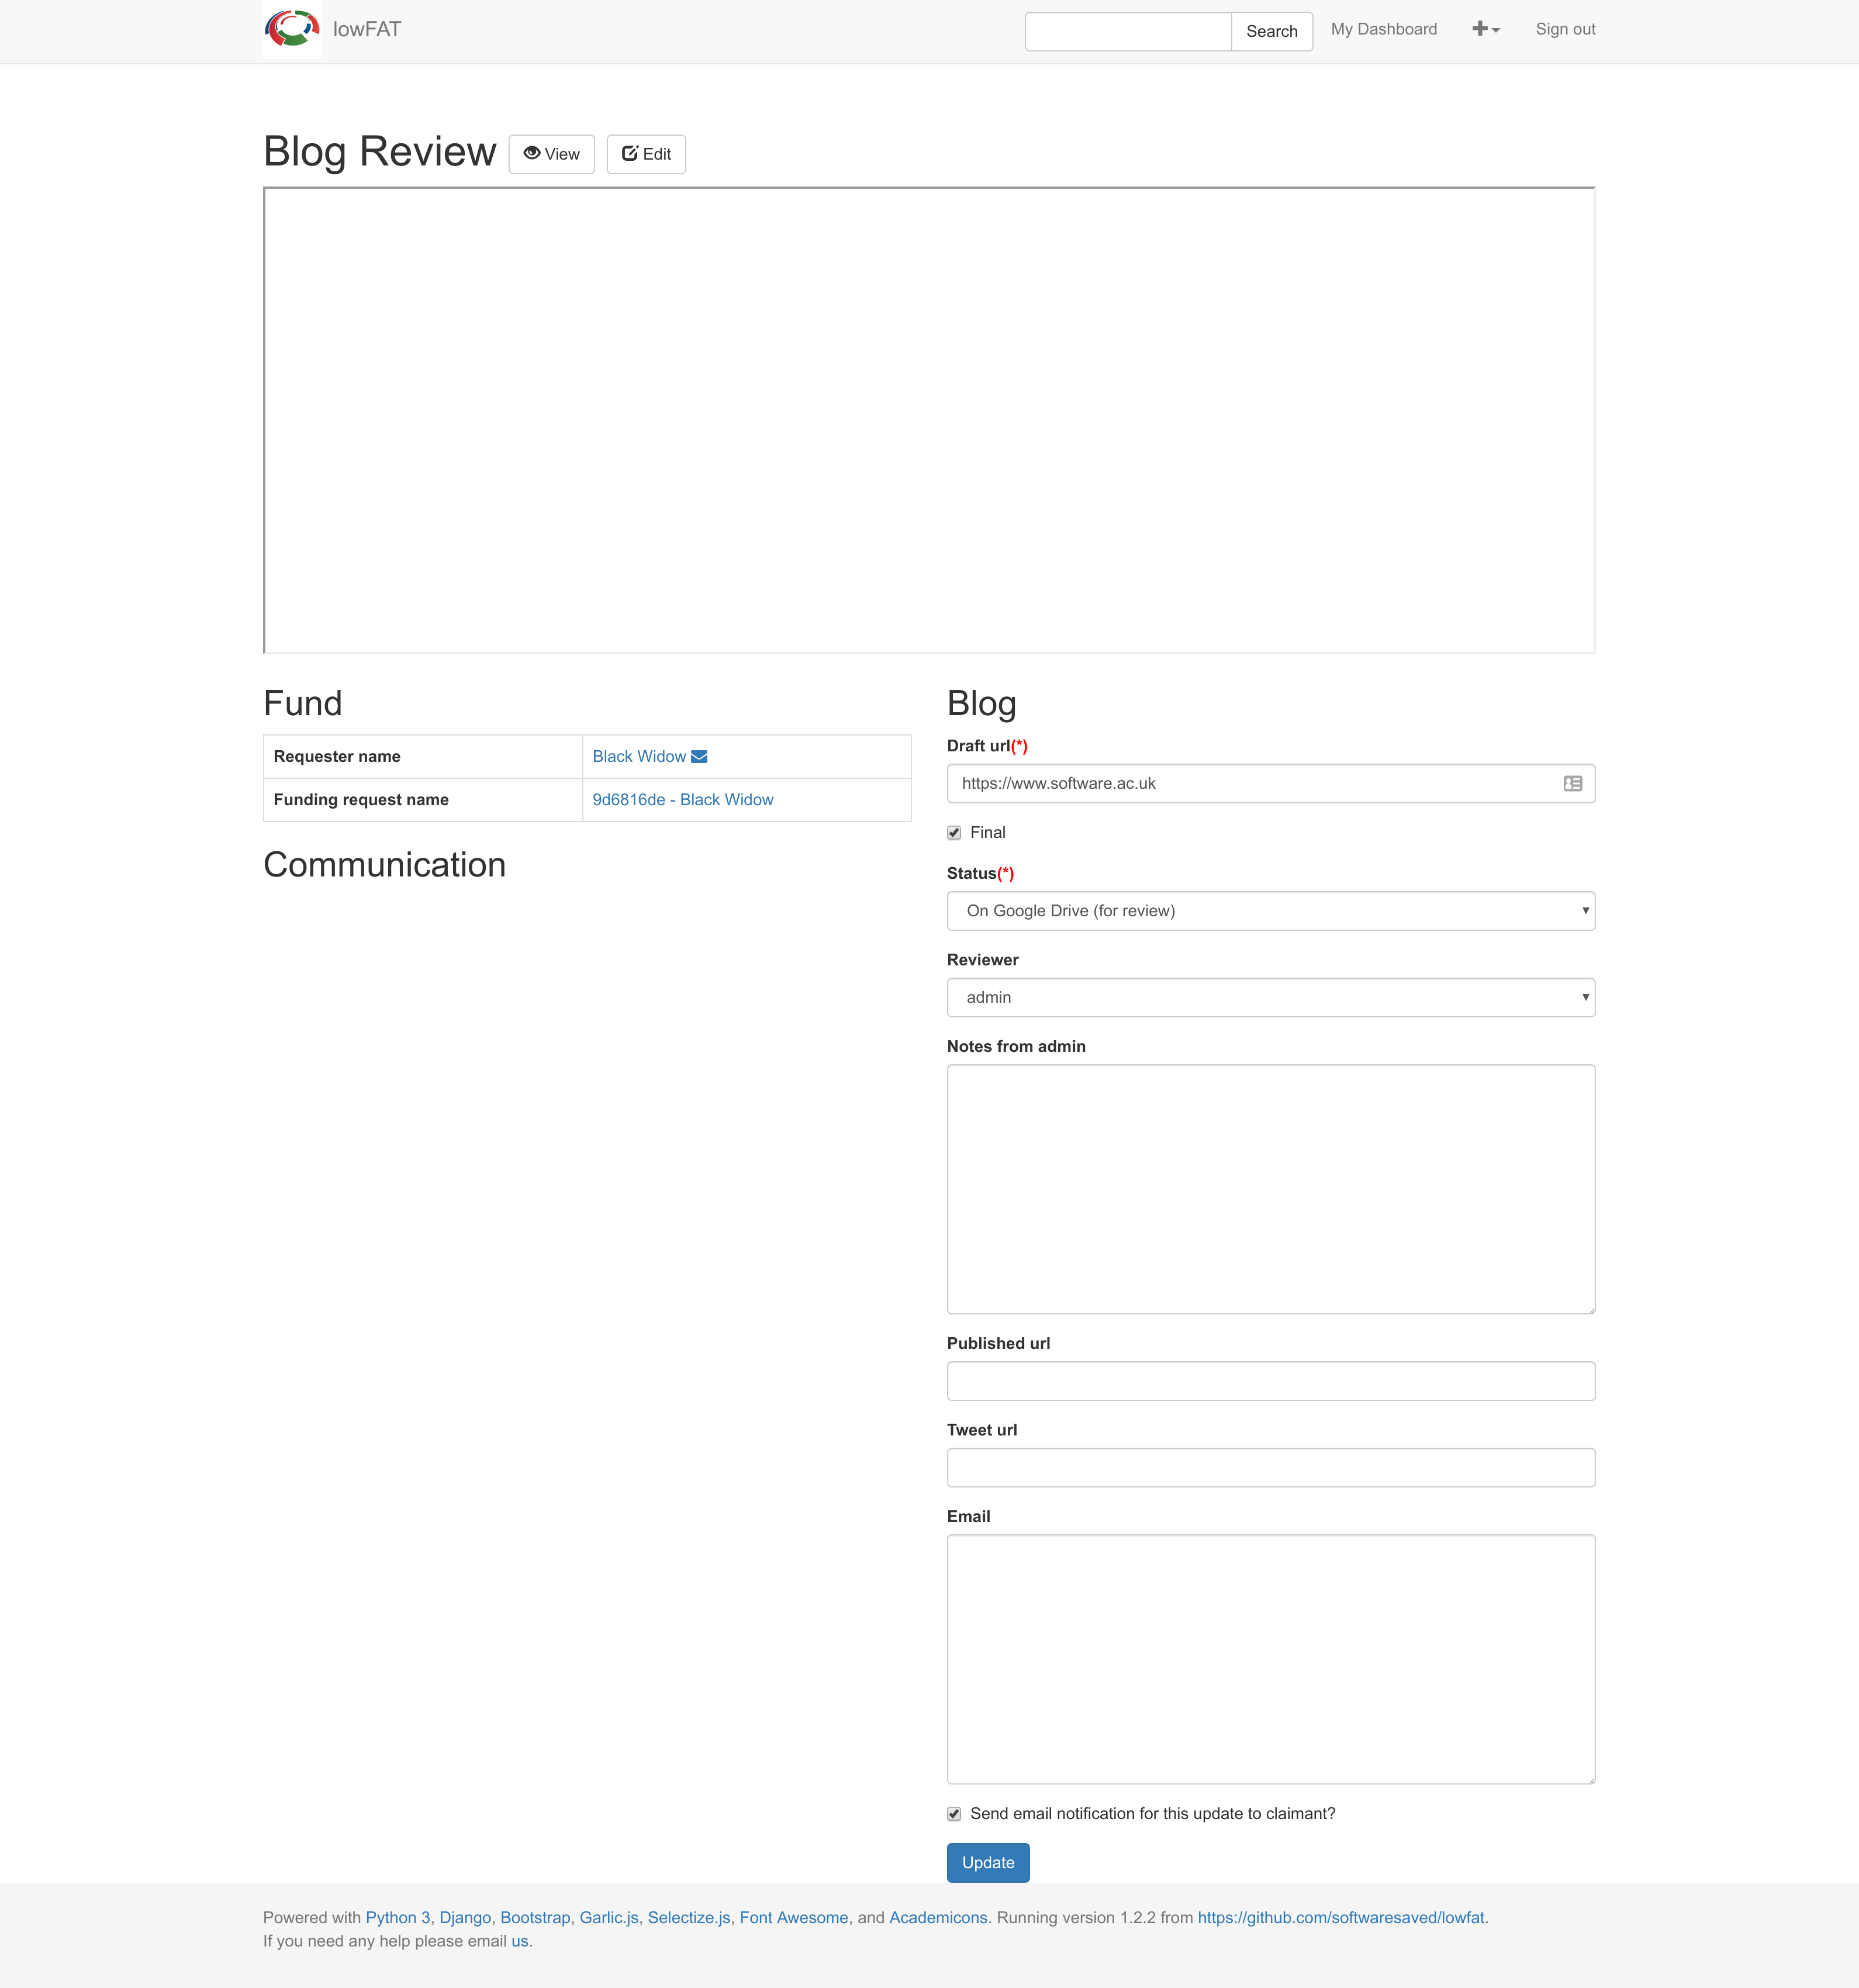 lowFAT
Search
My Dashboard
Sign out
Blog Review
View
Edit
Fund
Requester name
Black Widow
Funding request name
9d6816de - Black Widow
Communication
Blog
Draft url(*)
https://www.software.ac.uk
Final
Status(*)
On Google Drive (for review)
Reviewer
admin
Notes from admin
Published url
Tweet url
Email
Send email notification for this update to claimant?
Update
Powered with Python 3, Django, Bootstrap, Garlic.js, Selectize.js, Font Awesome, and Academicons. Running version 1.2.2 from https://github.com/softwaresaved/lowfat.
If you need any help please email us.